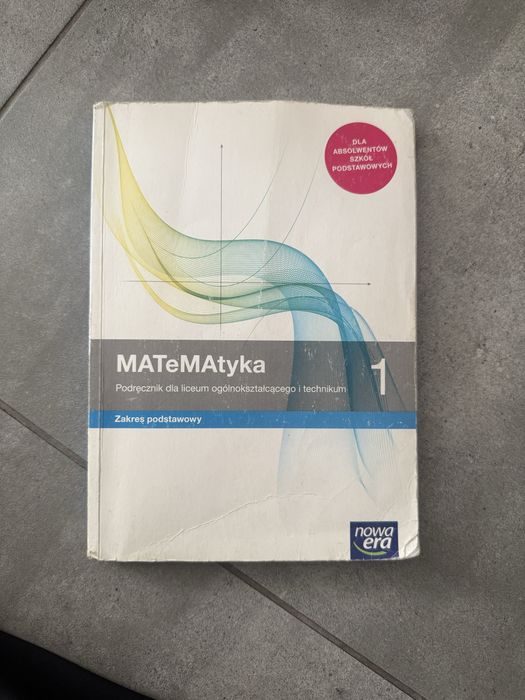 DLA
ABSOLWENTÓW
SZKÓŁ
PODSTAWOWYCH
MATeMAtyka
1
Podręcznik dla liceum ogólnokształcącego i technikum
Zakres podstawowy
nowa
era